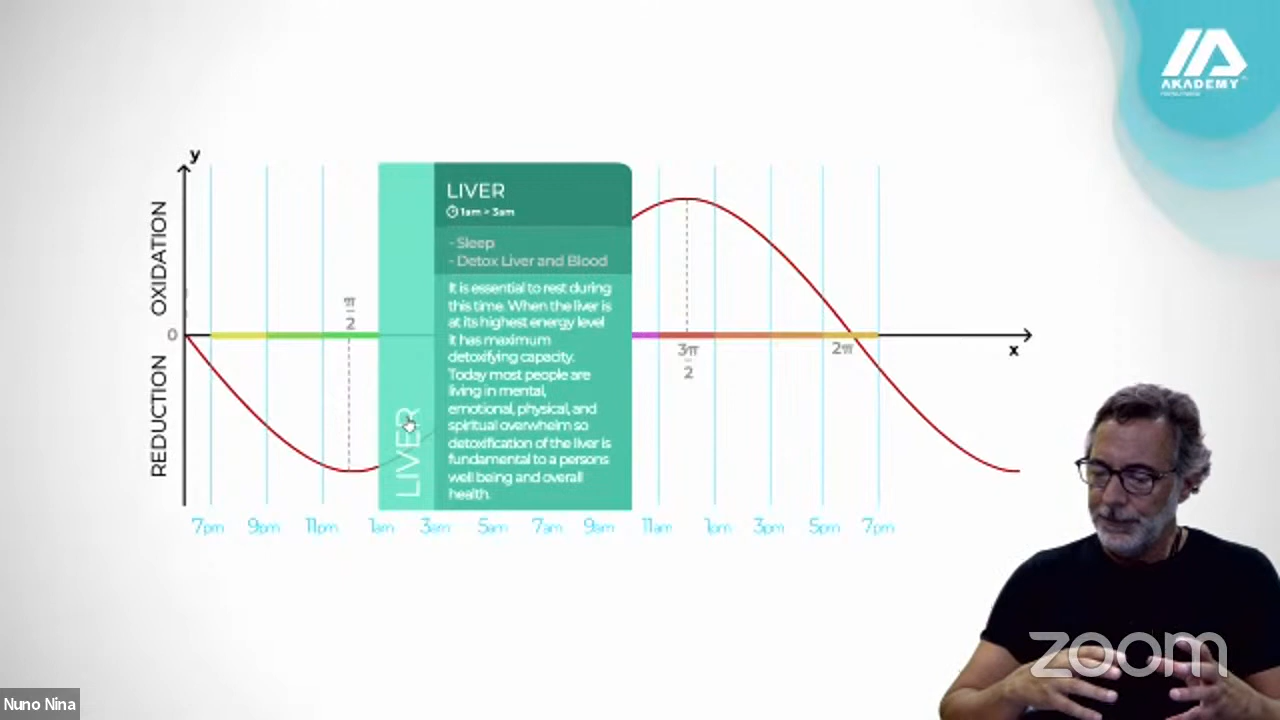 AKADEMY
y
OXIDATION
0
REDUCTION
π
2
LIVER
LIVER
1am > 3am
- Sleep
- Detox Liver and Blood
It is essential to rest during
this time. When the liver is
at its highest energy level
it has maximum
detoxifying capacity.
Today most people are
living in mental,
emotional, physical, and
spiritual overwhelm so
detoxification of the liver is
fundamental to a persons
well being and overall
health.
3π
2
2π
x
7pm 9pm 11pm 1am 3am 5am 7am 9am 11am 1pm 3pm 5pm 7pm
zoom
Nuno Nina